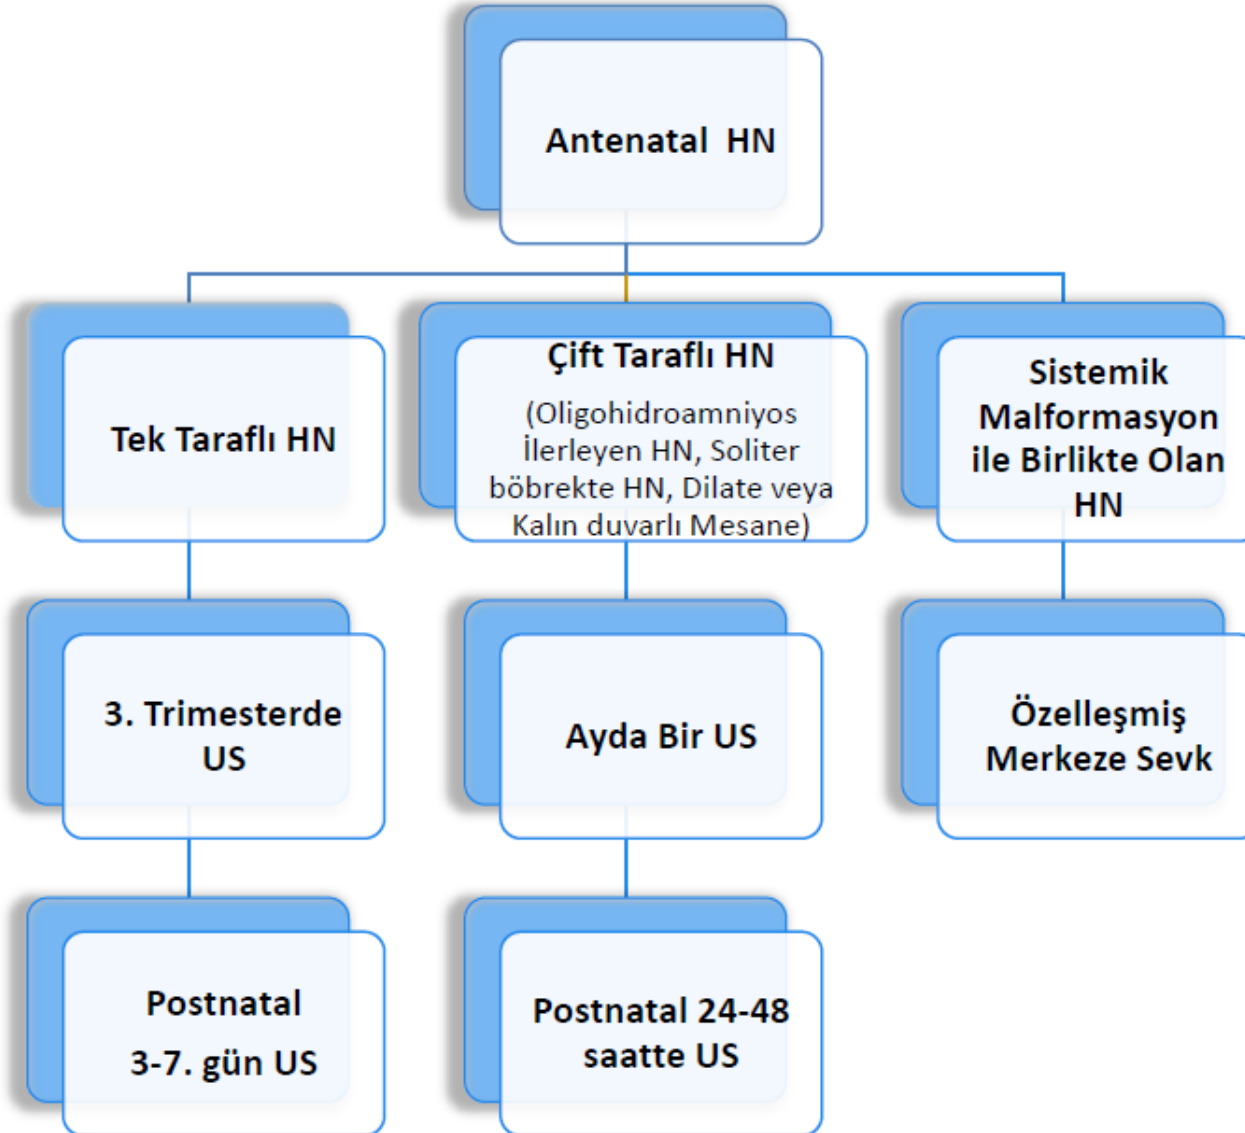 Antenatal HN
Tek Taraflı HN
3. Trimesterde
US
Postnatal
3-7. gün US
Çift Taraflı HN
(Oligohidroamniyos
İlerleyen HN, Soliter
böbrekte HN, Dilate veya
Kalın duvarlı Mesane)
Ayda Bir US
Postnatal 24-48
saatte US
Sistemik
Malformasyon
ile Birlikte Olan
HN
Özelleşmiş
Merkeze Sevk